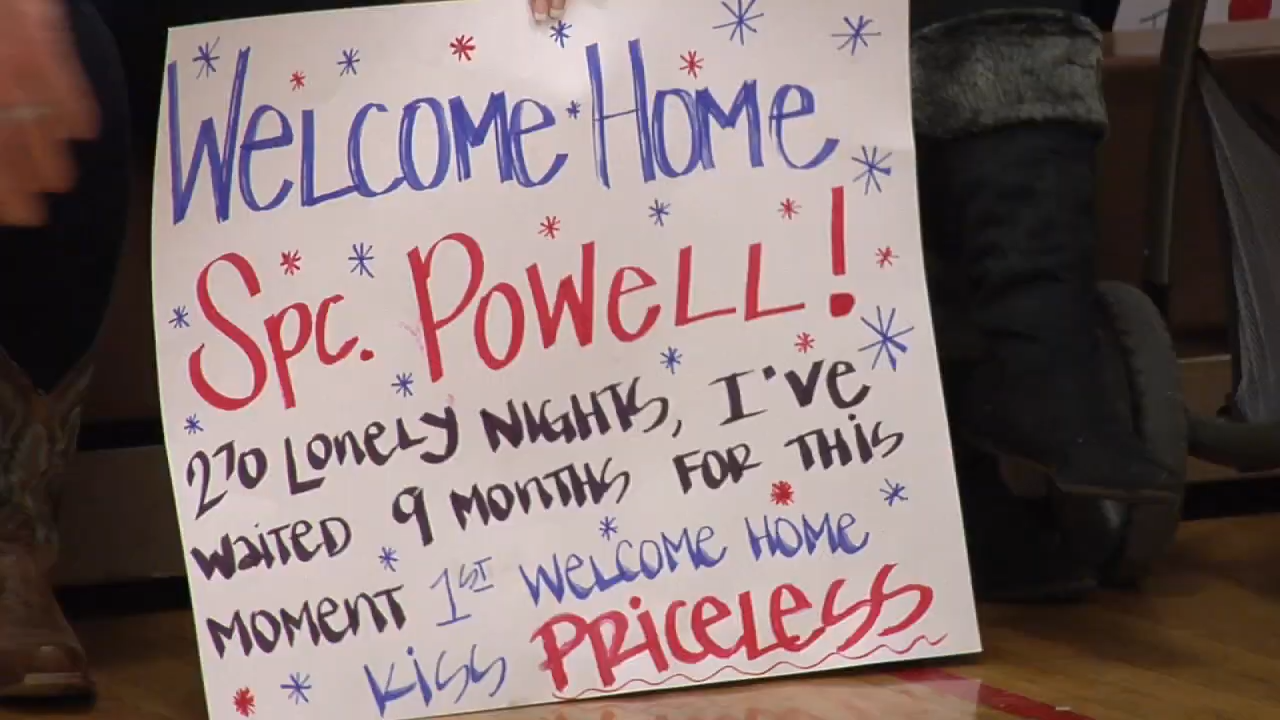 Welcome Home
Spc. Powell!
270 Lonely Nights, I've
waited 9 months for this
moment 1st welcome home
kiss Priceless